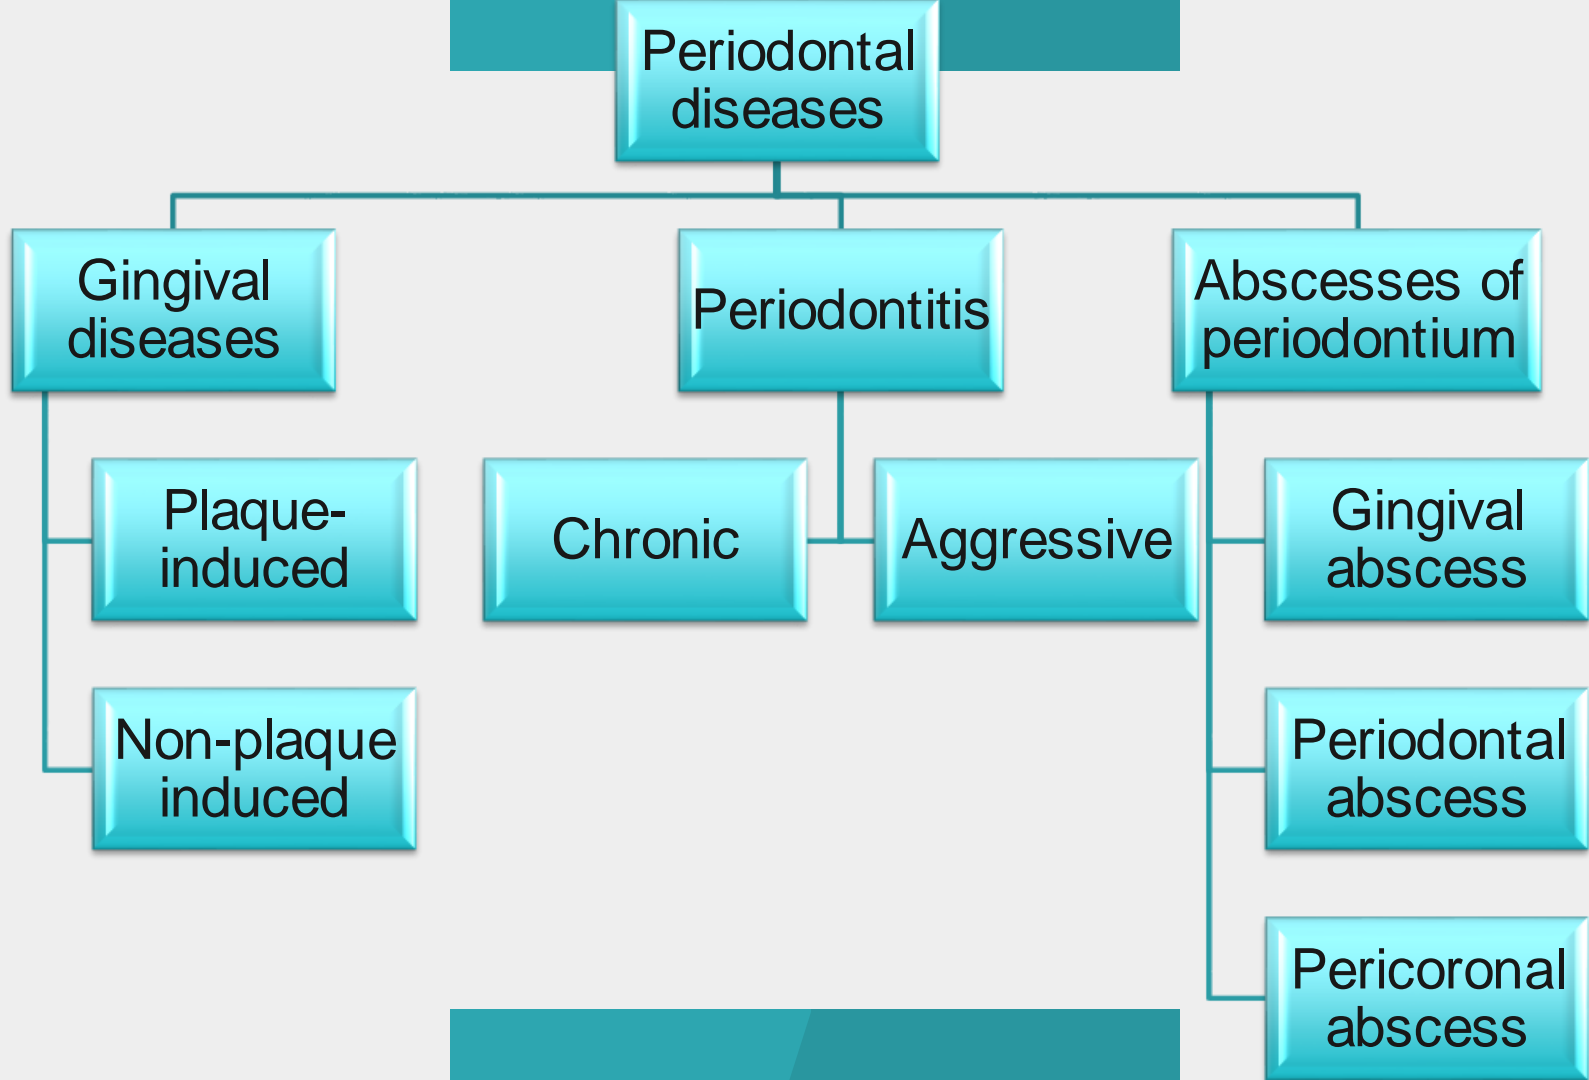 Periodontal
diseases
Gingival
diseases
Periodontitis
Abscesses of
periodontium
Plaque-
induced
Chronic
Aggressive
Gingival
abscess
Non-plaque
induced
Periodontal
abscess
Pericoronal
abscess